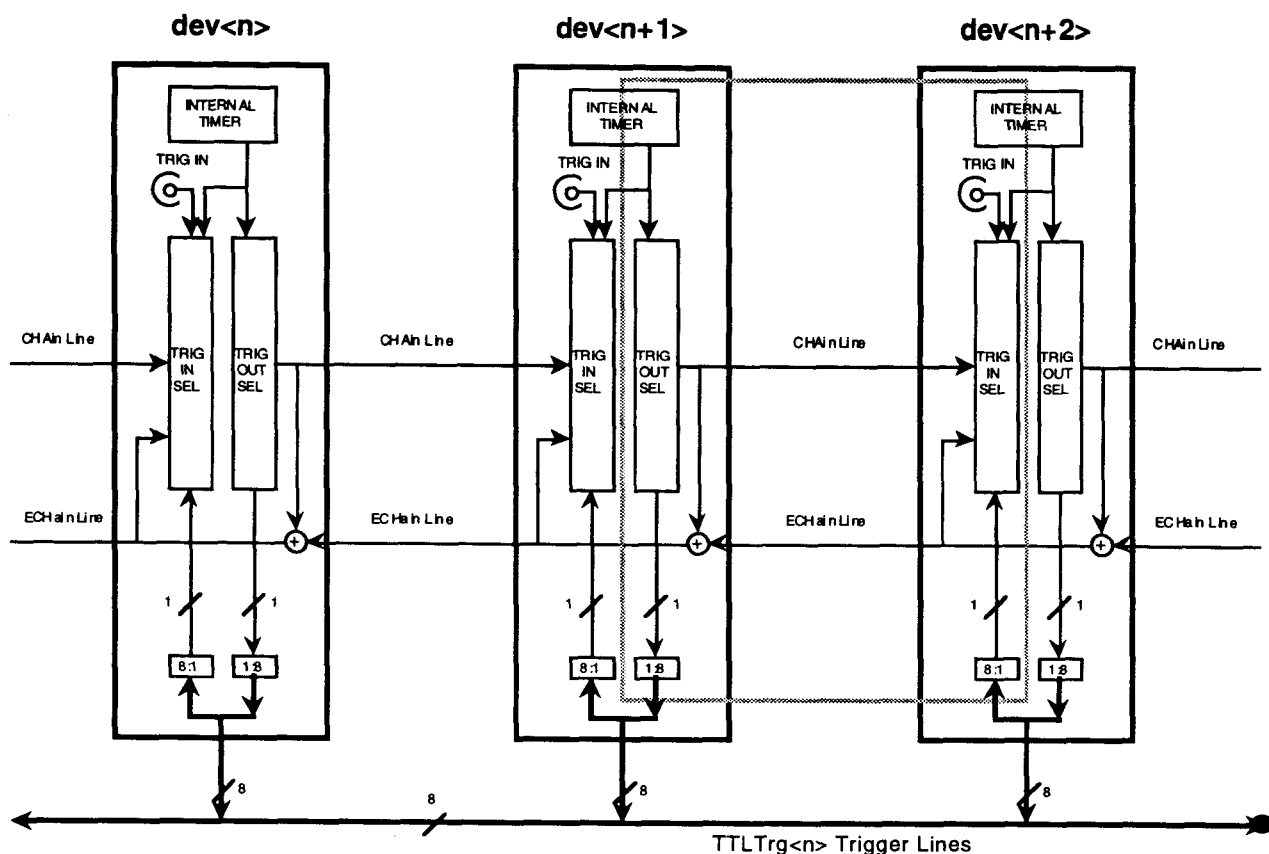 dev<n>
dev<n+1>
dev<n+2>
INTERNAL
TIMER
INTERNAL
TIMER
INTERNAL
TIMER
TRIG IN
TRIG IN
TRIG IN
CHAin Line
TRIG
IN
SEL
TRIG
OUT
SEL
CHAin Line
TRIG
IN
SEL
TRIG
OUT
SEL
CHAin Line
TRIG
IN
SEL
TRIG
OUT
SEL
CHAin Line
ECHain Line
+
ECHain Line
+
ECHain Line
+
ECHain Line
1
1
1
1
1
1
8:1
1:8
8:1
1:8
8:1
1:8
8
8
8
8
TTLTrg<n> Trigger Lines